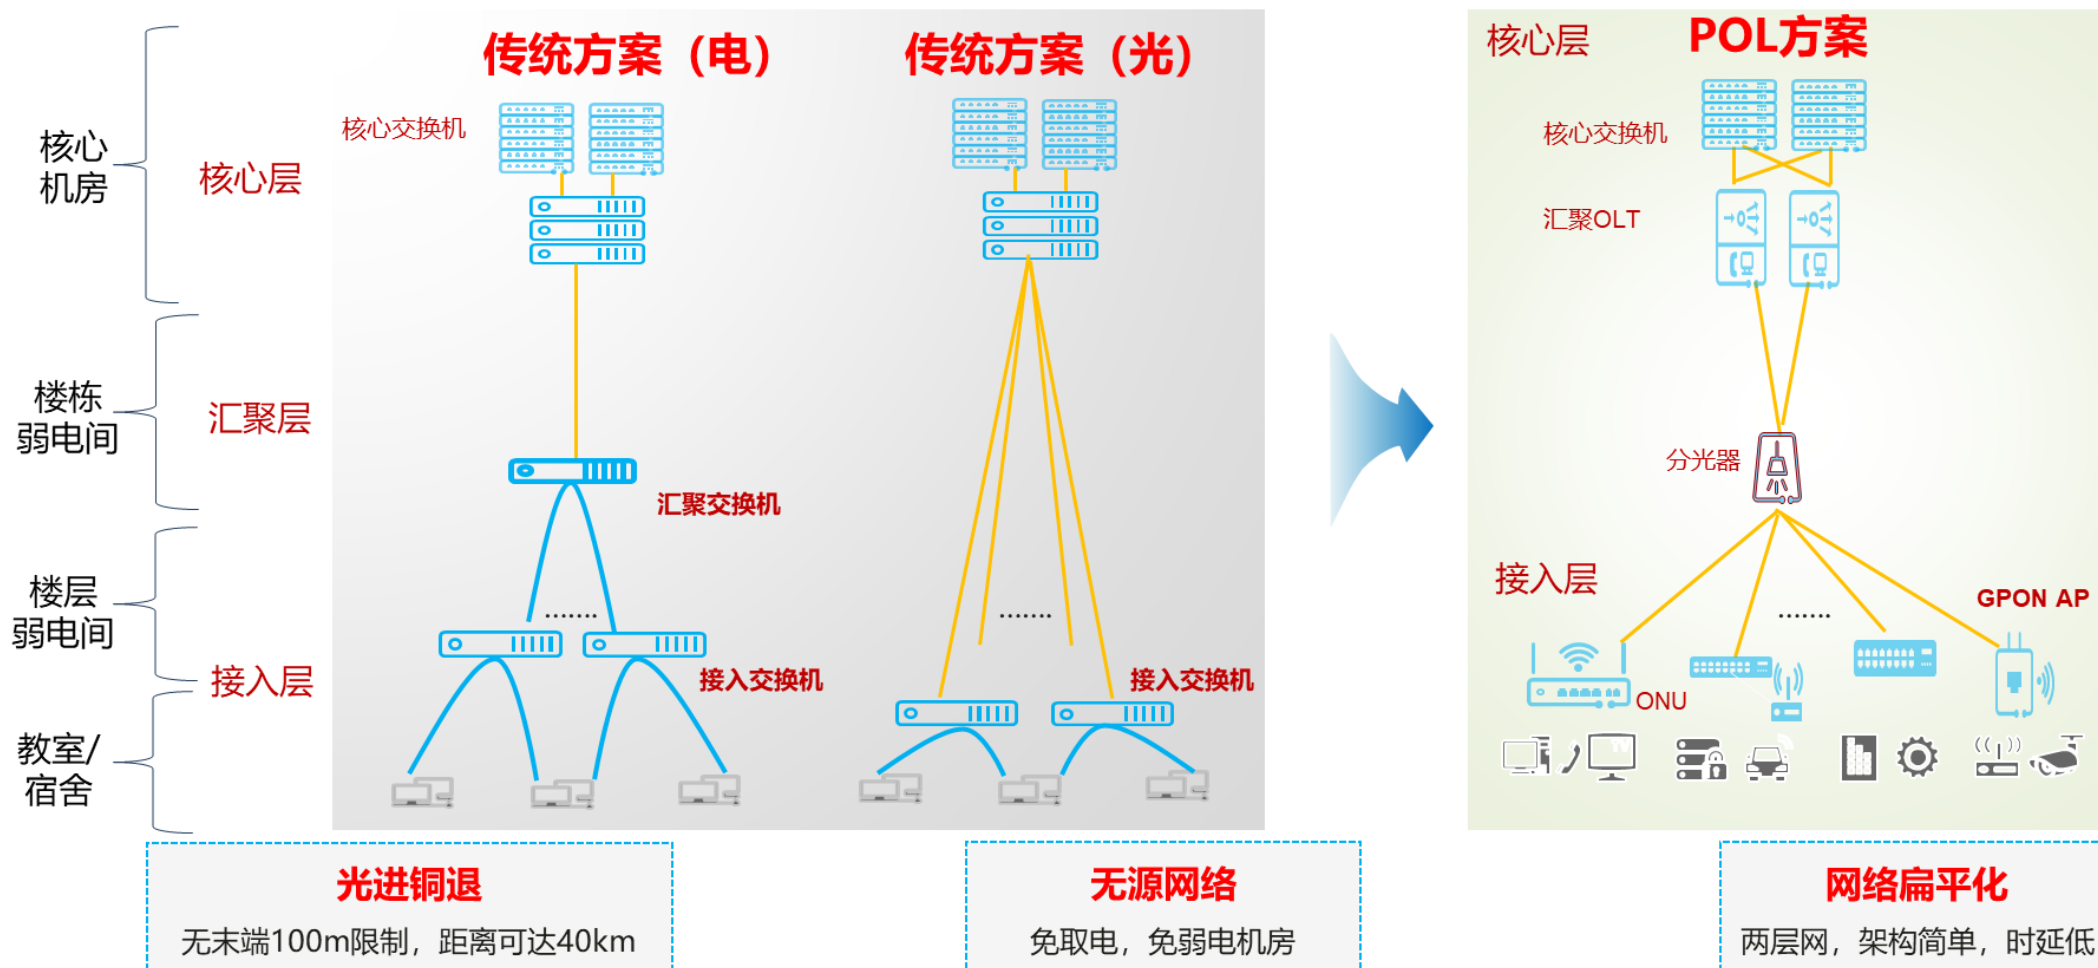 传统方案（电）
传统方案（光）
核心层
POL方案
核心交换机
核心交换机
核心
机房
核心层
汇聚OLT
楼栋
弱电间
汇聚层
汇聚交换机
分光器
楼层
弱电间
接入层
.......
.......
.......
GPON AP
接入层
接入交换机
接入交换机
ONU
TV
教室/
宿舍
光进铜退
无末端100m限制，距离可达40km
无源网络
免取电，免弱电机房
网络扁平化
两层网，架构简单，时延低